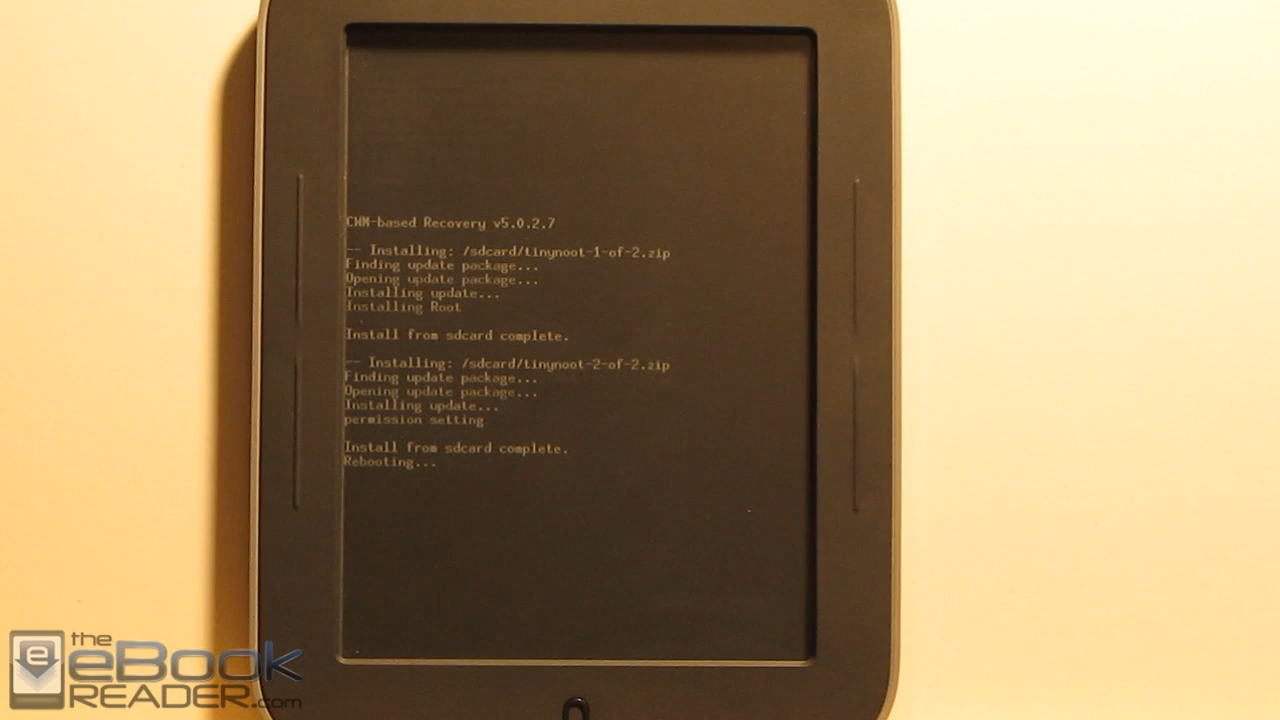 CWM-based Recovery v5.0.2.7
-- Installing: /sdcard/tinynoot-1-of-2.zip
Finding update package...
Opening update package...
Installing update...
Installing Root
Install from sdcard complete.
-- Installing: /sdcard/tinynoot-2-of-2.zip
Finding update package...
Opening update package...
Installing update...
permission setting
Install from sdcard complete.
Rebooting...
e the
eBook
READER.com